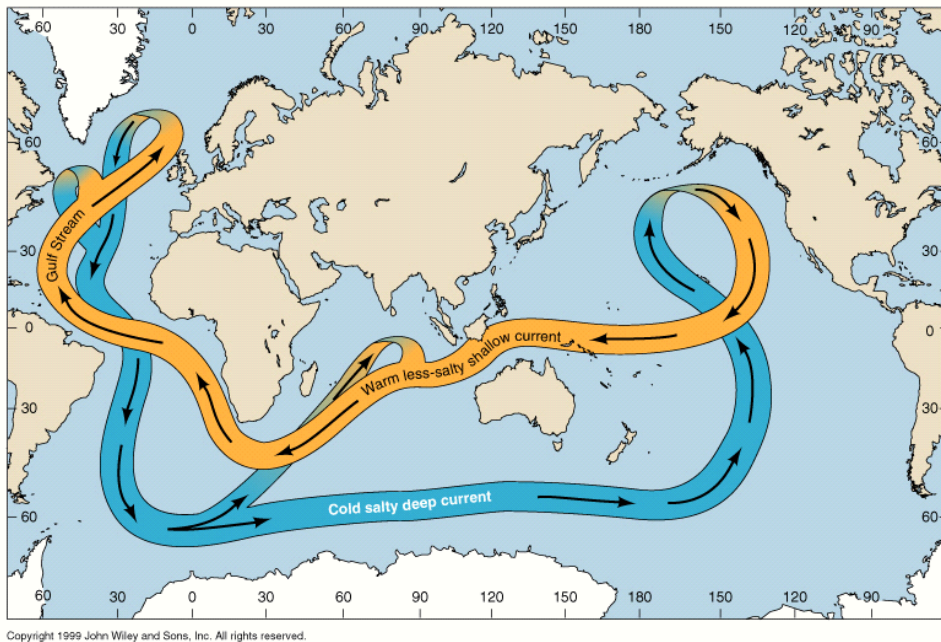 60 30 0 30 60 90 120 150 180 150 120 90
60 60
Gulf Stream
30 30
0 0
Warm less-salty shallow current
30 30
Cold salty deep current
60 60
60 30 0 30 60 90 120 150 180 150 120 90
Copyright 1999 John Wiley and Sons, Inc. All rights reserved.